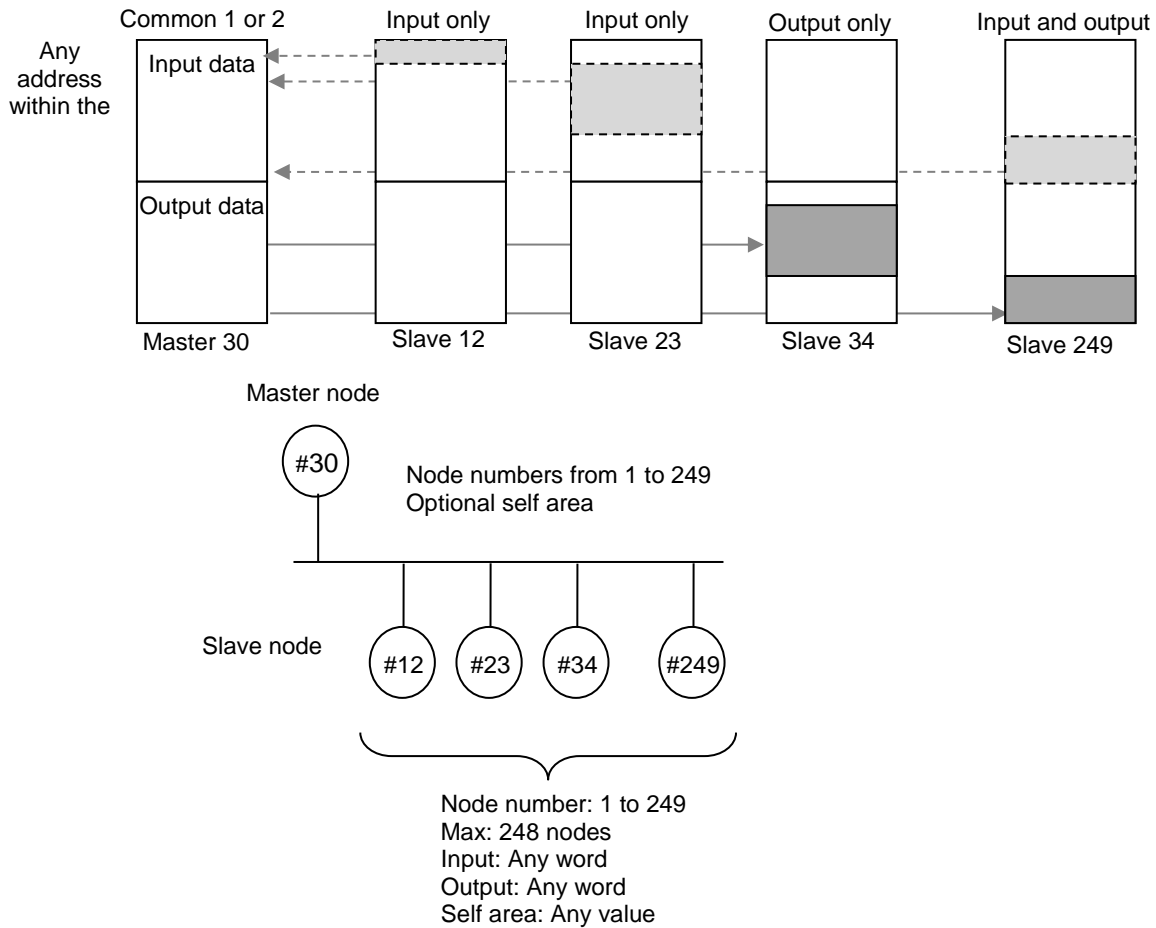 Common 1 or 2
Input only
Input only
Output only
Input and output
Any
address
within the
Input data
Output data
Master 30
Slave 12
Slave 23
Slave 34
Slave 249
Master node
#30
Node numbers from 1 to 249
Optional self area
Slave node
#12
#23
#34
#249
Node number: 1 to 249
Max: 248 nodes
Input: Any word
Output: Any word
Self area: Any value